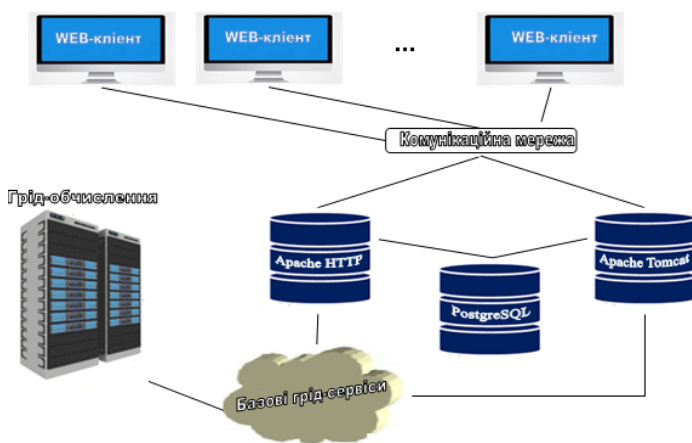 WEB-клієнт
WEB-клієнт
...
WEB-клієнт
Комунікаційна мережа
Грід-обчислення
Apache HTTP
Apache Tomcat
PostgreSQL
Базові грід-сервіси